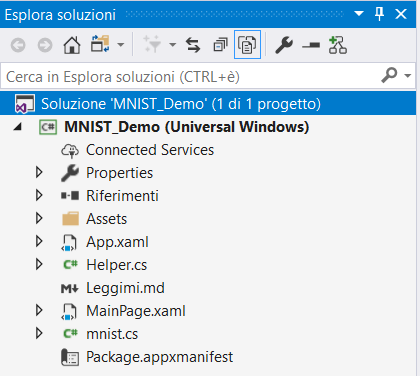 Esplora soluzioni
Cerca in Esplora soluzioni (CTRL+è)
Soluzione 'MNIST_Demo' (1 di 1 progetto)
C# MNIST_Demo (Universal Windows)
Connected Services
Properties
Riferimenti
Assets
App.xaml
C# Helper.cs
M Leggimi.md
MainPage.xaml
C# mnist.cs
Package.appxmanifest